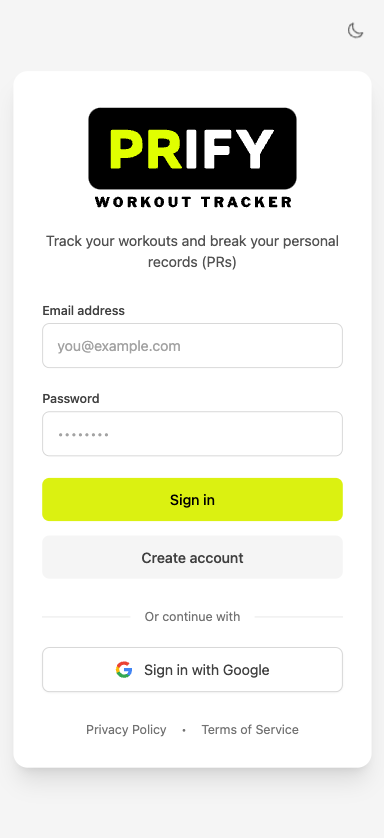 PRIFY
WORKOUT TRACKER
Track your workouts and break your personal
records (PRs)
Email address
you@example.com
Password
••••••••
Sign in
Create account
Or continue with
Sign in with Google
Privacy Policy • Terms of Service